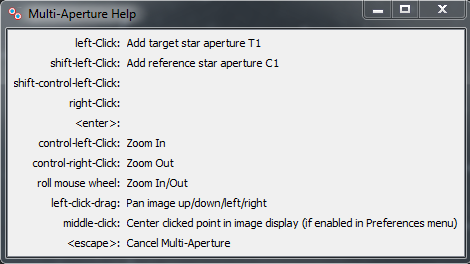 Multi-Aperture Help
left-Click: Add target star aperture T1
shift-left-Click: Add reference star aperture C1
shift-control-left-Click:
right-Click:
<enter>:
control-left-Click: Zoom In
control-right-Click: Zoom Out
roll mouse wheel: Zoom In/Out
left-click-drag: Pan image up/down/left/right
middle-click: Center clicked point in image display (if enabled in Preferences menu)
<escape>: Cancel Multi-Aperture